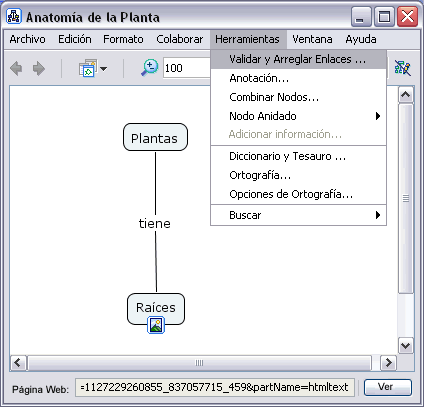 Anatomía de la Planta
Archivo Edición Formato Colaborar Herramientas Ventana Ayuda
100
Validar y Arreglar Enlaces ...
Anotación...
Combinar Nodos...
Nodo Anidado
Adicionar información...
Diccionario y Tesauro ...
Ortografía...
Opciones de Ortografía...
Buscar
Plantas
tiene
Raíces
Página Web: =1127229260855_837057715_459&partName=htmltext Ver